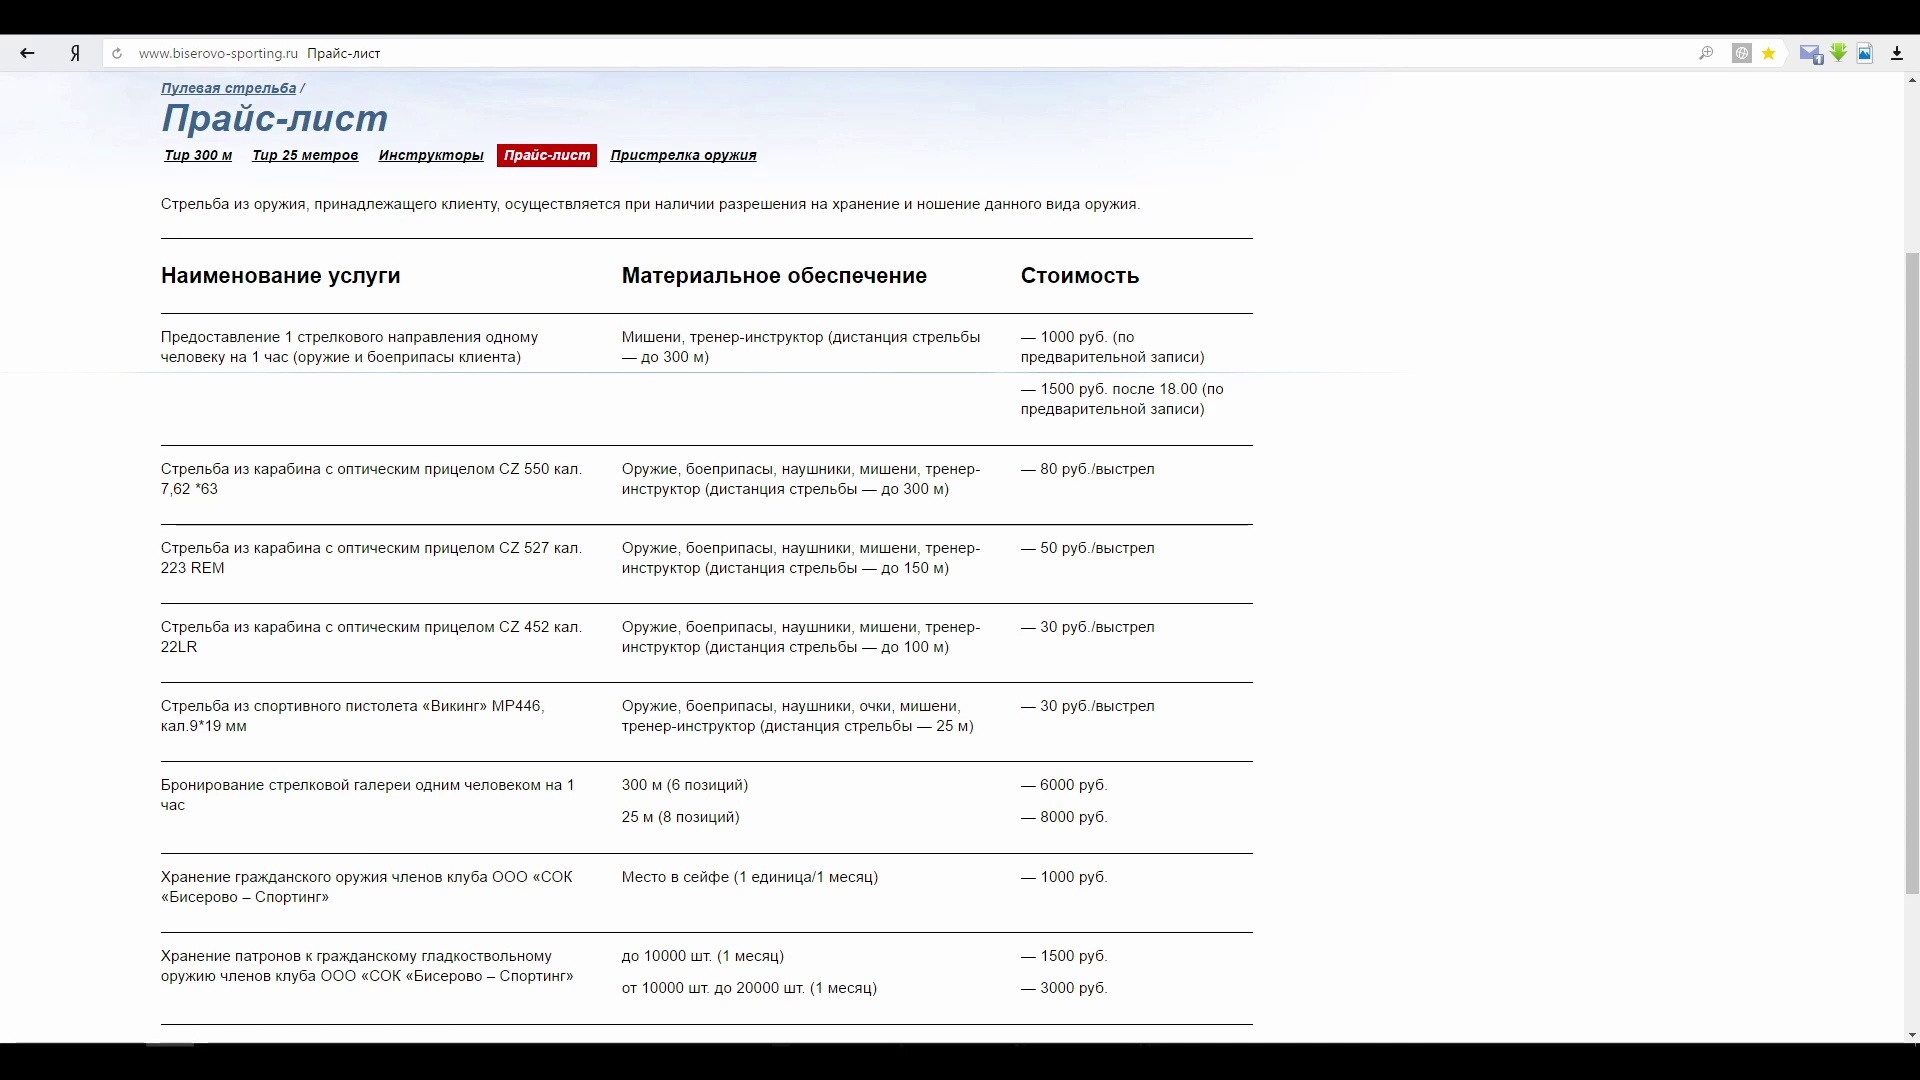 www.biserovo-sporting.ru Прайс-лист
Пулевая стрельба /
Прайс-лист
Тир 300 м Тир 25 метров Инструкторы Прайс-лист Пристрелка оружия
Стрельба из оружия, принадлежащего клиенту, осуществляется при наличии разрешения на хранение и ношение данного вида оружия.
Наименование услуги Материальное обеспечение Стоимость
Предоставление 1 стрелкового направления одному
человеку на 1 час (оружие и боеприпасы клиента)
Мишени, тренер-инструктор (дистанция стрельбы
— до 300 м)
— 1000 руб. (по
предварительной записи)
— 1500 руб. после 18.00 (по
предварительной записи)
Стрельба из карабина с оптическим прицелом CZ 550 кал.
7,62 *63
Оружие, боеприпасы, наушники, мишени, тренер-
инструктор (дистанция стрельбы — до 300 м)
— 80 руб./выстрел
Стрельба из карабина с оптическим прицелом CZ 527 кал.
223 REM
Оружие, боеприпасы, наушники, мишени, тренер-
инструктор (дистанция стрельбы — до 150 м)
— 50 руб./выстрел
Стрельба из карабина с оптическим прицелом CZ 452 кал.
22LR
Оружие, боеприпасы, наушники, мишени, тренер-
инструктор (дистанция стрельбы — до 100 м)
— 30 руб./выстрел
Стрельба из спортивного пистолета «Викинг» МР446,
кал.9*19 мм
Оружие, боеприпасы, наушники, очки, мишени,
тренер-инструктор (дистанция стрельбы — 25 м)
— 30 руб./выстрел
Бронирование стрелковой галереи одним человеком на 1
час
300 м (6 позиций)
— 6000 руб.
25 м (8 позиций)
— 8000 руб.
Хранение гражданского оружия членов клуба ООО «СОК
«Бисерово – Спортинг»
Место в сейфе (1 единица/1 месяц)
— 1000 руб.
Хранение патронов к гражданскому гладкоствольному
оружию членов клуба ООО «СОК «Бисерово – Спортинг»
до 10000 шт. (1 месяц)
— 1500 руб.
от 10000 шт. до 20000 шт. (1 месяц)
— 3000 руб.